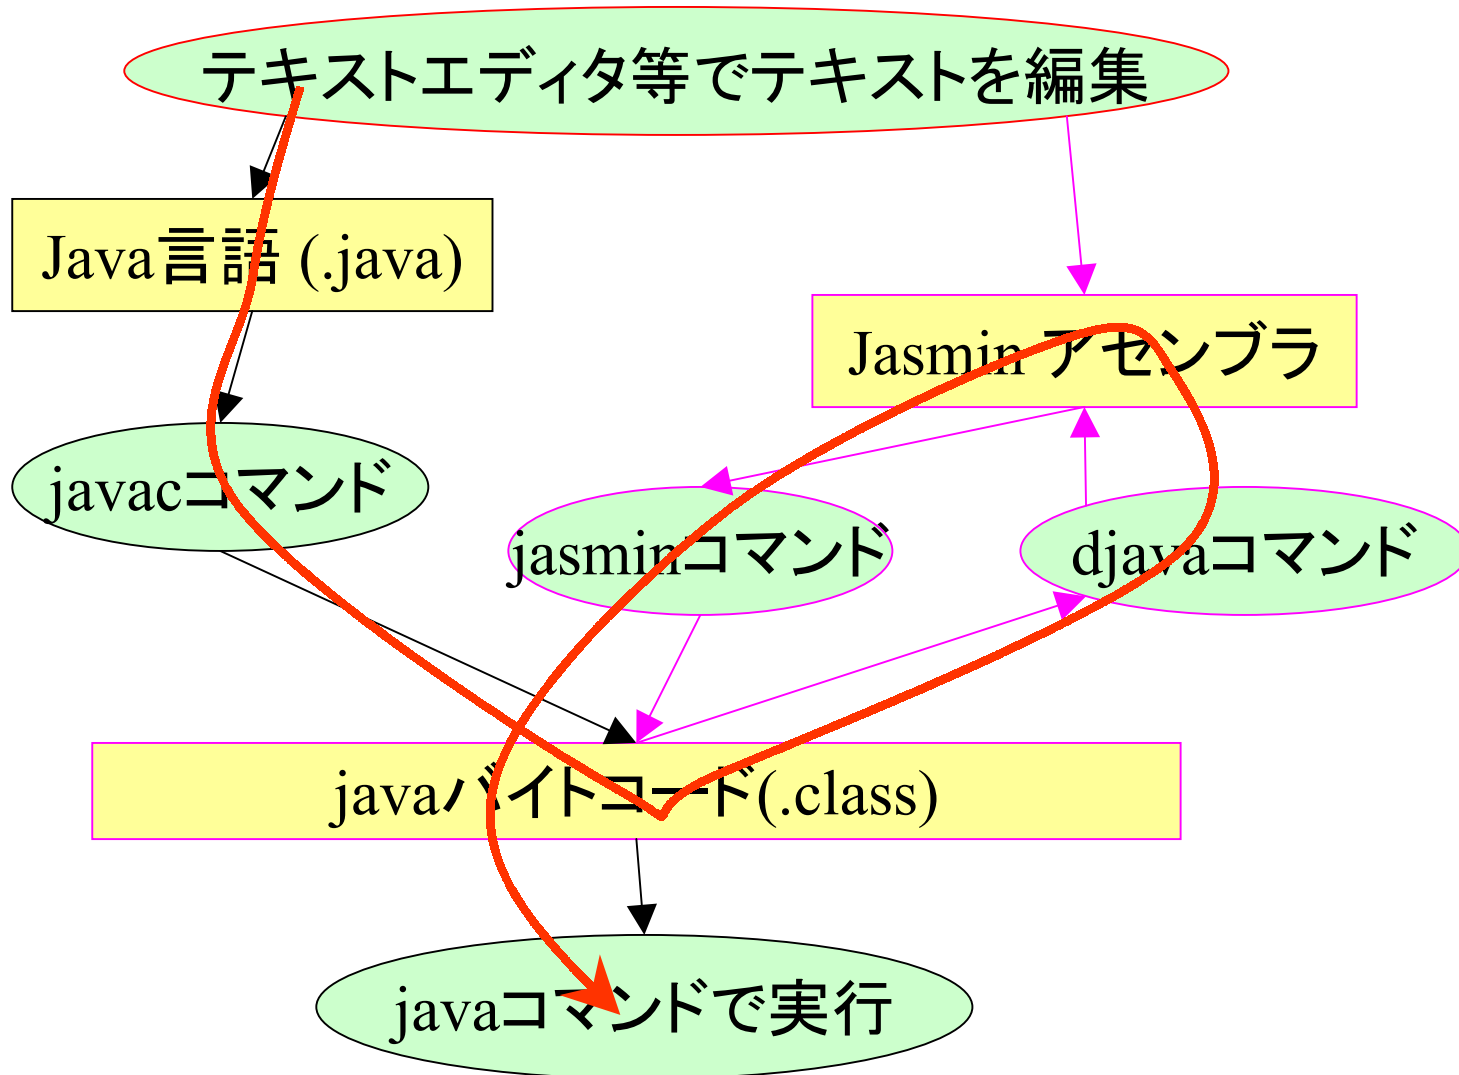 テキストエディタ等でテキストを編集
Java言語 (.java)
Jasmin アセンブラ
javacコマンド
jasminコマンド
djavaコマンド
javaバイトコード(.class)
javaコマンドで実行